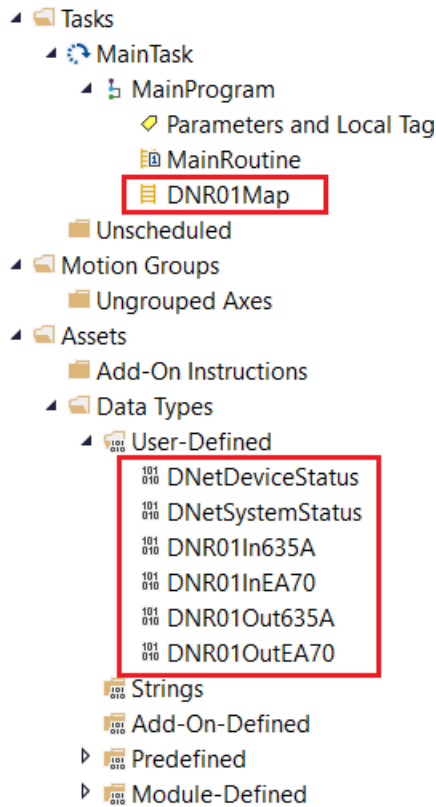 Tasks
MainTask
MainProgram
Parameters and Local Tag
MainRoutine
DNR01Map
Unscheduled
Motion Groups
Ungrouped Axes
Assets
Add-On Instructions
Data Types
User-Defined
DNetDeviceStatus
DNetSystemStatus
DNR01In635A
DNR01InEA70
DNR01Out635A
DNR01OutEA70
Strings
Add-On-Defined
Predefined
Module-Defined